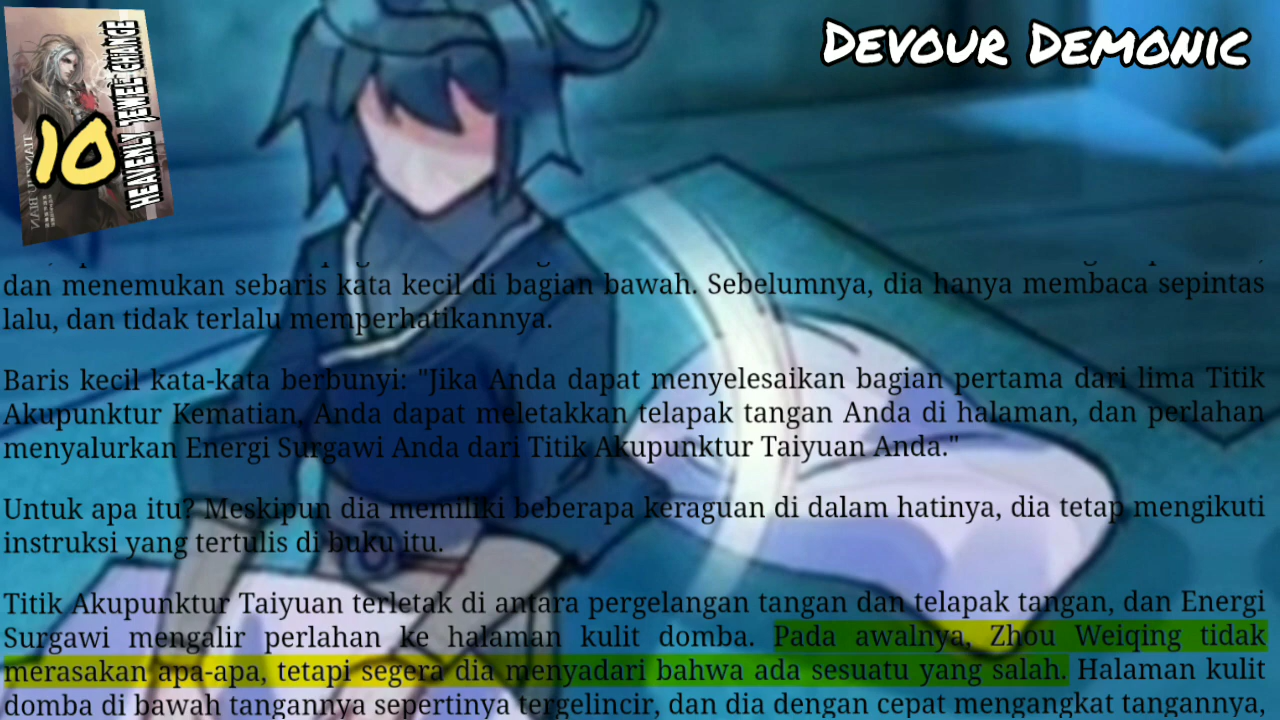 DEVOUR DEMONIC
10
HEAVENLY JEWEL CHANGE
dan menemukan sebaris kata kecil di bagian bawah. Sebelumnya, dia hanya membaca sepintas
lalu, dan tidak terlalu memperhatikannya.
Baris kecil kata-kata berbunyi: "Jika Anda dapat menyelesaikan bagian pertama dari lima Titik
Akupunktur Kematian, Anda dapat meletakkan telapak tangan Anda di halaman, dan perlahan
menyalurkan Energi Surgawi Anda dari Titik Akupunktur Taiyuan Anda."
Untuk apa itu? Meskipun dia memiliki beberapa keraguan di dalam hatinya, dia tetap mengikuti
instruksi yang tertulis di buku itu.
Titik Akupunktur Taiyuan terletak di antara pergelangan tangan dan telapak tangan, dan Energi
Surgawi mengalir perlahan ke halaman kulit domba. Pada awalnya, Zhou Weiqing tidak
merasakan apa-apa, tetapi segera dia menyadari bahwa ada sesuatu yang salah. Halaman kulit
domba di bawah tangannya sepertinya tergelincir, dan dia dengan cepat mengangkat tangannya,